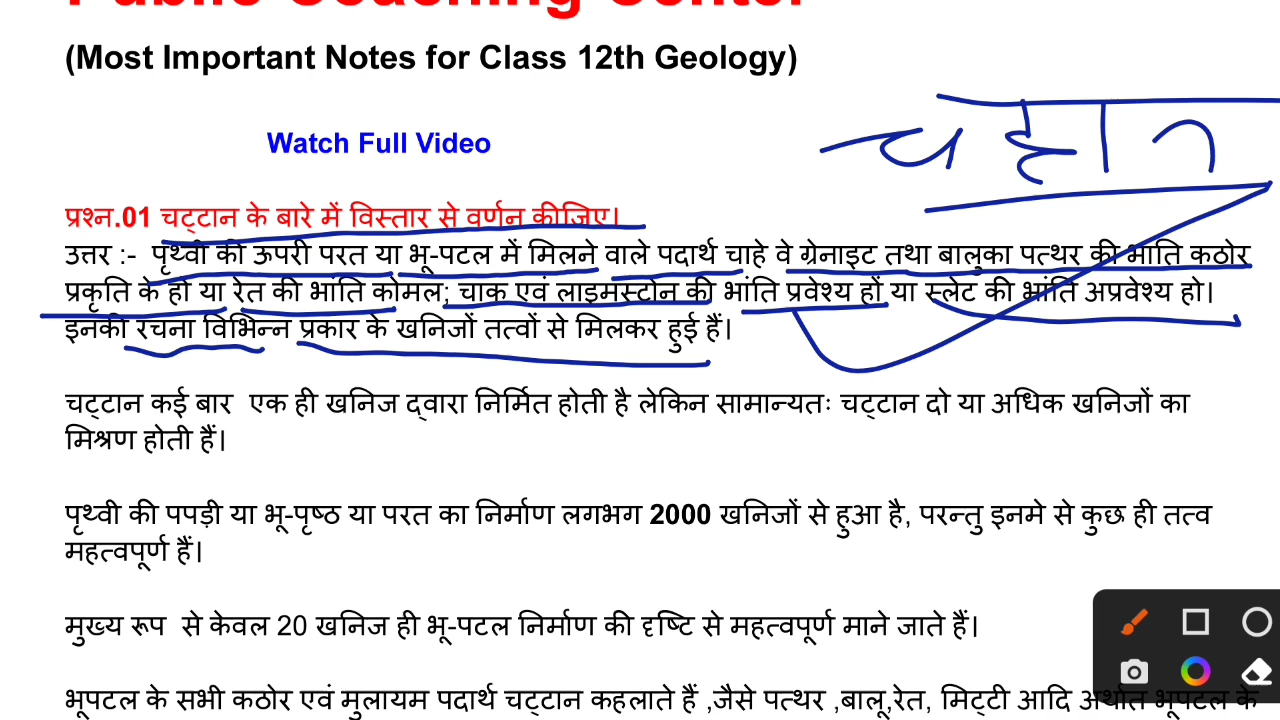 Public Coaching Center
(Most Important Notes for Class 12th Geology)
चट्टान
Watch Full Video
प्रश्न.01 चट्टान के बारे में विस्तार से वर्णन कीजिए।
उत्तर :-  पृथ्वी की ऊपरी परत या भू-पटल में मिलने वाले पदार्थ चाहे वे ग्रेनाइट तथा बालुका पत्थर की भांति कठोर
प्रकृति के हो या रेत की भांति कोमल; चाक एवं लाइमस्टोन की भांति प्रवेश्य हों या स्लेट की भांति अप्रवेश्य हो।
इनकी रचना विभिन्न प्रकार के खनिजों तत्वों से मिलकर हुई हैं।
चट्टान कई बार  एक ही खनिज द्वारा निर्मित होती है लेकिन सामान्यतः चट्टान दो या अधिक खनिजों का
मिश्रण होती हैं।
पृथ्वी की पपड़ी या भू-पृष्ठ या परत का निर्माण लगभग 2000 खनिजों से हुआ है, परन्तु इनमे से कुछ ही तत्व
महत्वपूर्ण हैं।
मुख्य रूप  से केवल 20 खनिज ही भू-पटल निर्माण की दृष्टि से महत्वपूर्ण माने जाते हैं।
भूपटल के सभी कठोर एवं मुलायम पदार्थ चट्टान कहलाते हैं ,जैसे पत्थर ,बालू,रेत, मिट्टी आदि अर्थात भूपटल के